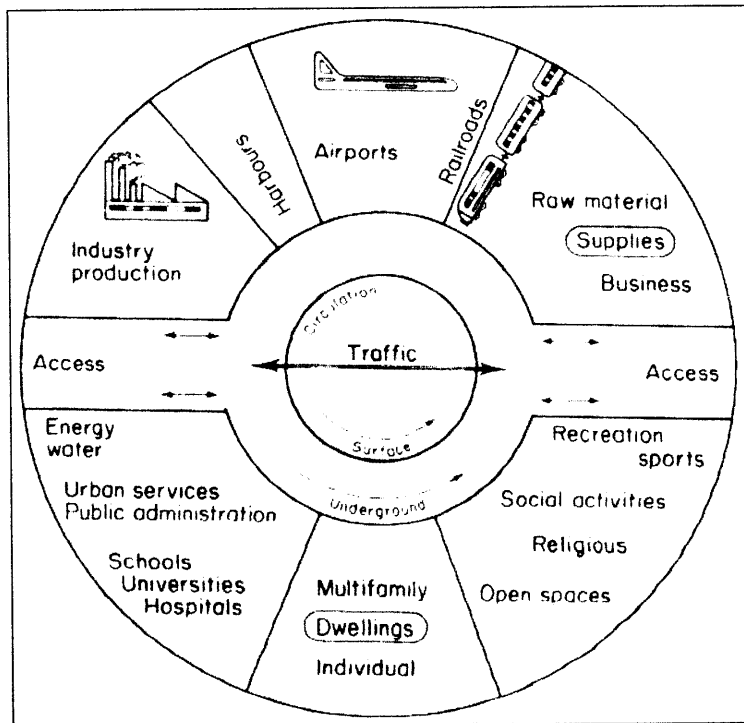 Harbours
Airports
Railroads
Industry
production
Raw material
Supplies
Business
Circulation
Traffic
Access
Access
Surface
Underground
Energy
water
Urban services
Public administration
Schools
Universities
Hospitals
Multifamily
Dwellings
Individual
Recreation
sports
Social activities
Religious
Open spaces